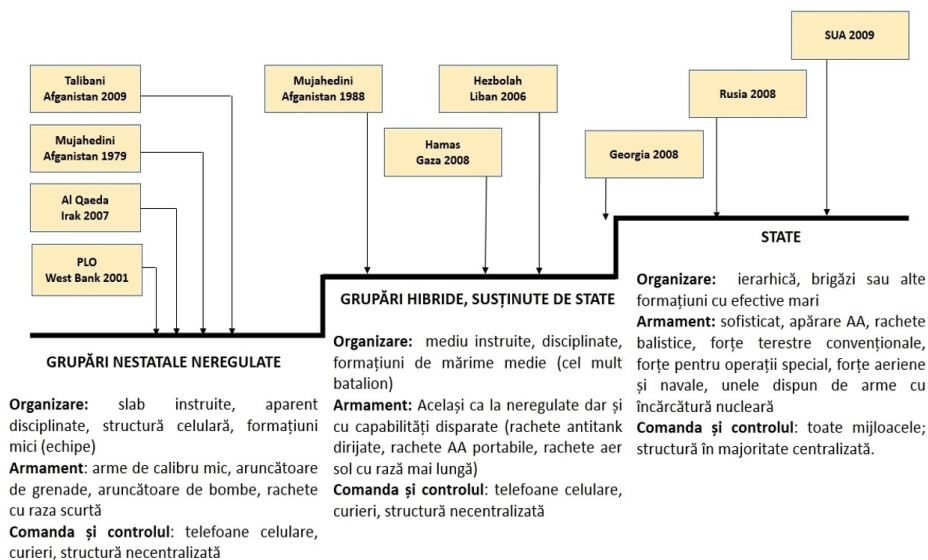 SUA 2009
Talibani
Afganistan 2009
Mujahedini
Afganistan 1988
Hezbolah
Liban 2006
Rusia 2008
Mujahedini
Afganistan 1979
Hamas
Gaza 2008
Georgia 2008
Al Qaeda
Irak 2007
PLO
West Bank 2001
GRUPĂRI NESTATALE NEREGULATE
Organizare: slab instruite, aparent
disciplinate, structură celulară, formațiuni
mici (echipe)
Armament: arme de calibru mic, aruncătoare
de grenade, aruncătoare de bombe, rachete
cu raza scurtă
Comanda și controlul: telefoane celulare,
curieri, structură necentralizată
GRUPĂRI HIBRIDE, SUSȚINUTE DE STATE
Organizare: mediu instruite, disciplinate,
formațiuni de mărime medie (cel mult
batalion)
Armament: Același ca la neregulate dar și
cu capabilități disparate (rachete antitank
dirijate, rachete AA portabile, rachete aer
sol cu rază mai lungă)
Comanda și controlul: telefoane celulare,
curieri, structură necentralizată
STATE
Organizare: ierarhică, brigăzi sau alte
formațiuni cu efective mari
Armament: sofisticat, apărare AA, rachete
balistice, forțe terestre convenționale,
forțe pentru operații special, forțe aeriene
și navale, unele dispun de arme cu
încărcătură nucleară
Comanda și controlul: toate mijloacele;
structură în majoritate centralizată.